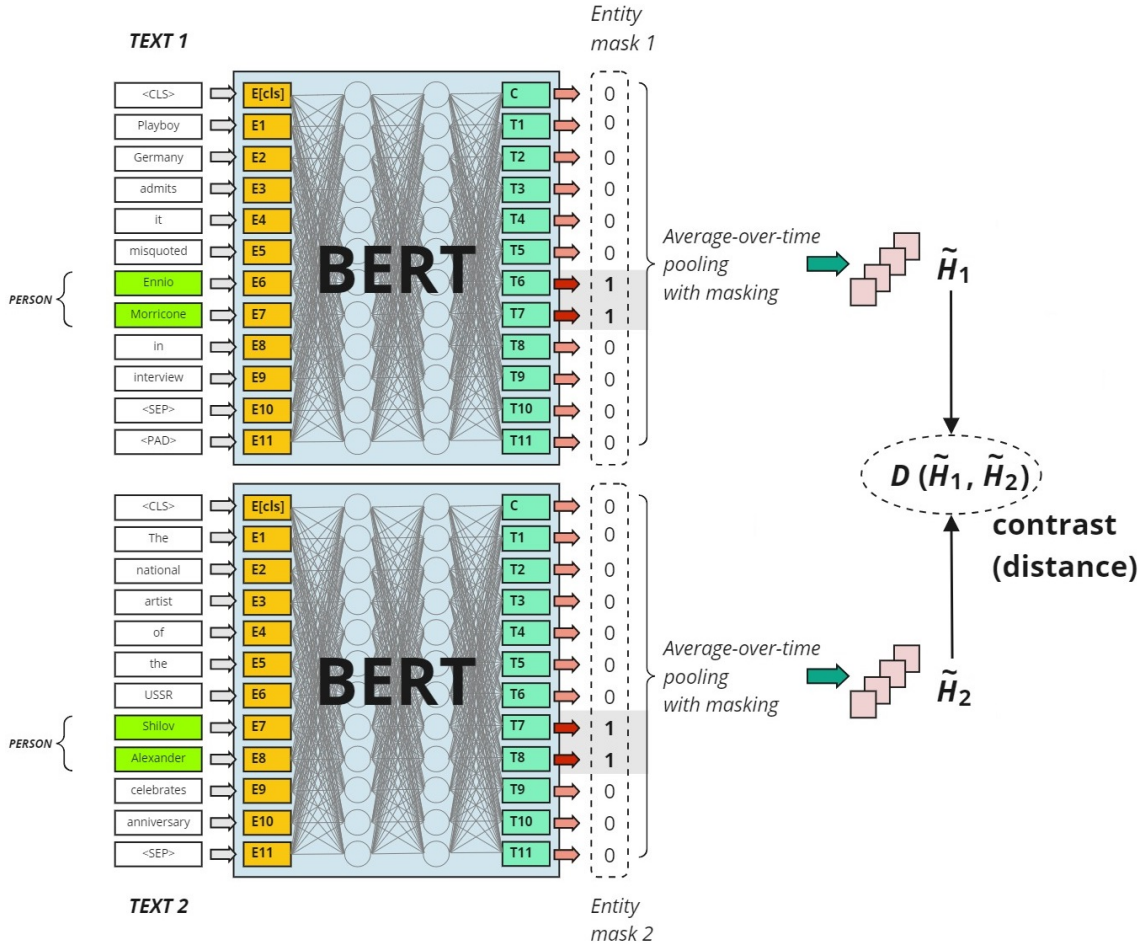 TEXT 1
Entity
mask 1
<CLS> E[cls] C 0
Playboy E1 T1 0
Germany E2 T2 0
admits E3 T3 0
it E4 T4 0
misquoted E5 T5 0
Ennio E6 T6 1
Morricone E7 T7 1
in E8 T8 0
interview E9 T9 0
<SEP> E10 T10 0
<PAD> E11 T11 0
PERSON
BERT
Average-over-time
pooling
with masking
H̃1
D (H̃1, H̃2)
contrast
(distance)
<CLS> E[cls] C 0
The E1 T1 0
national E2 T2 0
artist E3 T3 0
of E4 T4 0
the E5 T5 0
USSR E6 T6 0
Shilov E7 T7 1
Alexander E8 T8 1
celebrates E9 T9 0
anniversary E10 T10 0
<SEP> E11 T11 0
PERSON
BERT
Average-over-time
pooling
with masking
H̃2
TEXT 2
Entity
mask 2